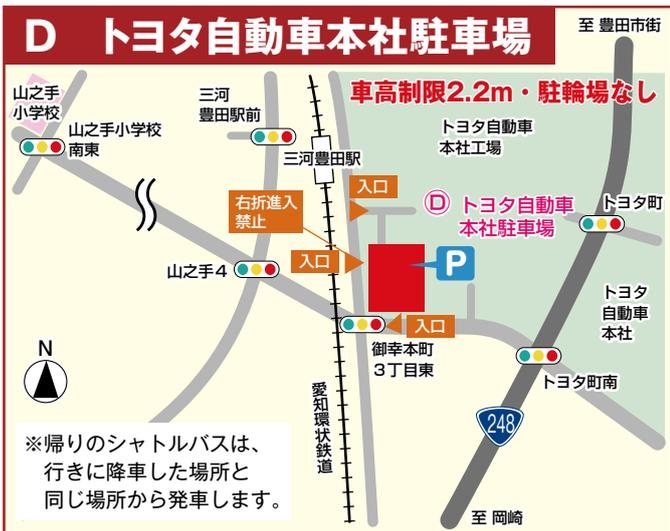 D トヨタ自動車本社駐車場
至 豊田市街
車高制限2.2m・駐輪場なし
山之手
小学校
山之手小学校
南東
三河
豊田駅前
三河豊田駅
トヨタ自動車
本社工場
入口
右折進入
禁止
D トヨタ自動車
本社駐車場
トヨタ町
入口
P
山之手4
トヨタ
自動車
本社
入口
御幸本町
3丁目東
トヨタ町南
N
愛知環状鉄道
248
※帰りのシャトルバスは、
行きに降車した場所と
同じ場所から発車します。
至 岡崎